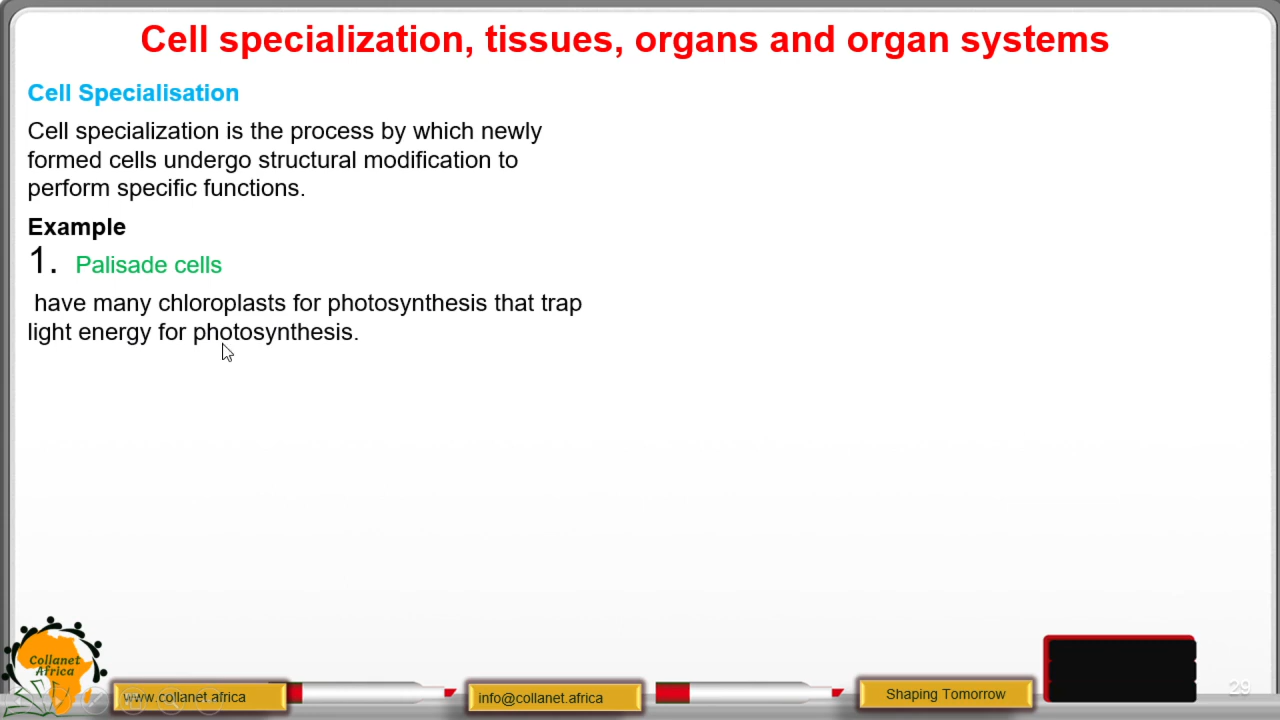 Cell specialization, tissues, organs and organ systems
Cell Specialisation
Cell specialization is the process by which newly
formed cells undergo structural modification to
perform specific functions.
Example
1. Palisade cells
have many chloroplasts for photosynthesis that trap
light energy for photosynthesis.
Collanet
Africa
www.collanet.africa
info@collanet.africa
Shaping Tomorrow
29